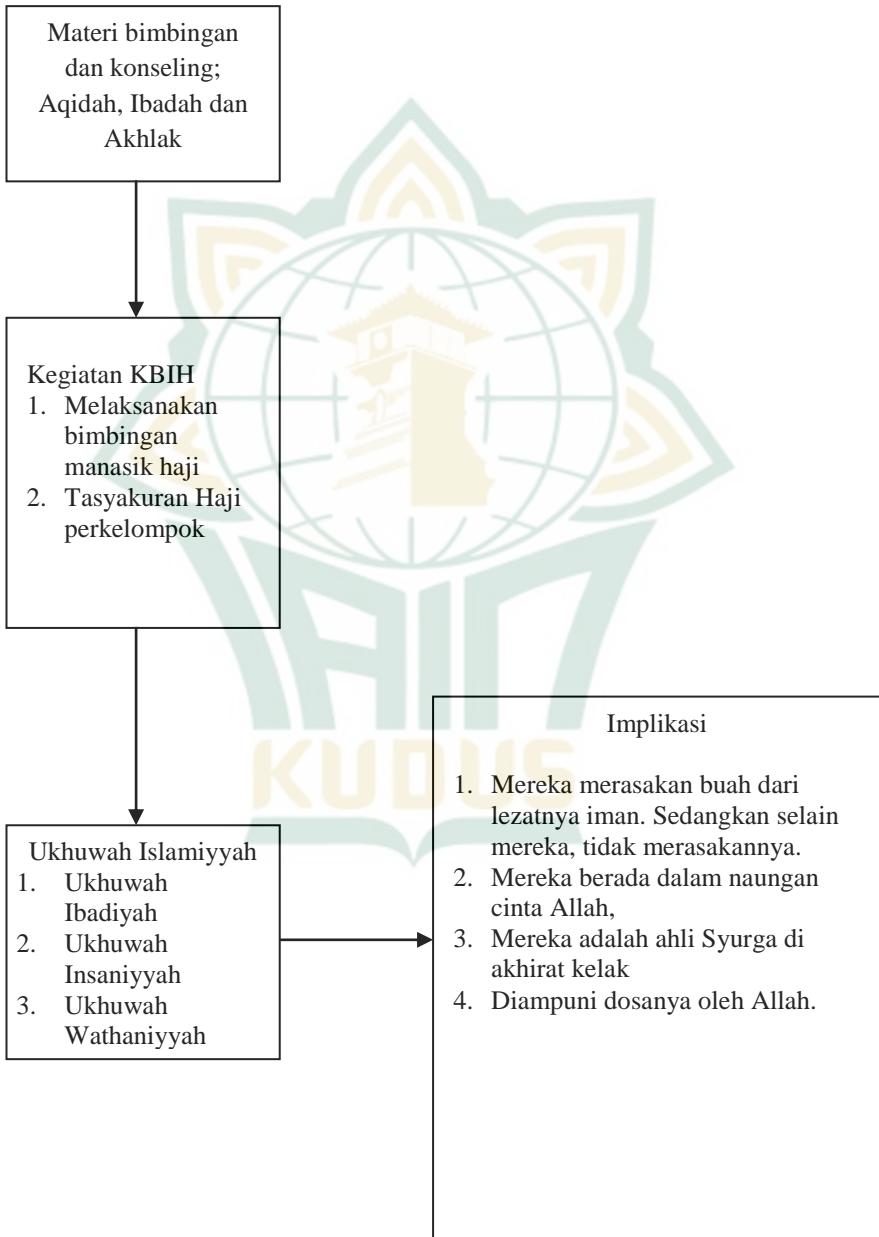 Materi bimbingan
dan konseling;
Aqidah, Ibadah dan
Akhlak
Kegiatan KBIH
1. Melaksanakan
bimbingan
manasik haji
2. Tasyakuran Haji
perkelompok
Ukhuwah Islamiyyah
1. Ukhuwah
Ibadiyah
2. Ukhuwah
Insaniyyah
3. Ukhuwah
Wathaniyyah
Implikasi
1. Mereka merasakan buah dari
lezatnya iman. Sedangkan selain
mereka, tidak merasakannya.
2. Mereka berada dalam naungan
cinta Allah,
3. Mereka adalah ahli Syurga di
akhirat kelak
4. Diampuni dosanya oleh Allah.
IAIN
KUDUS